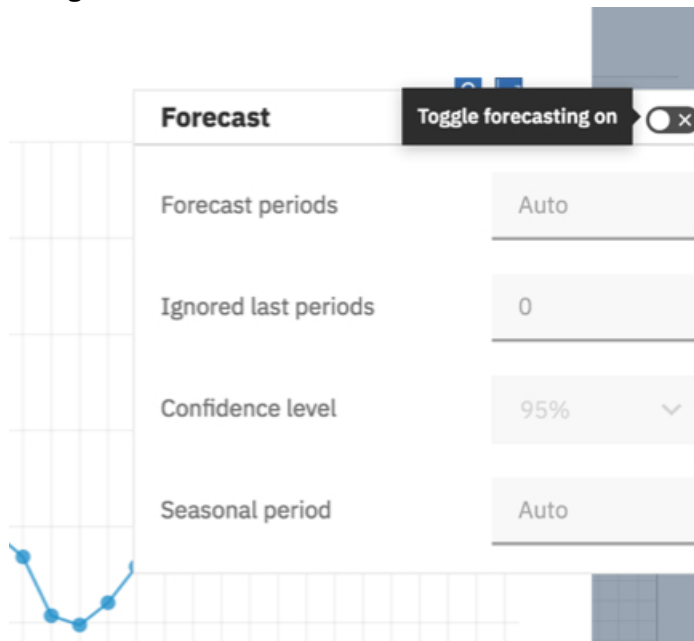 Forecast
Toggle forecasting on
Forecast periods
Auto
Ignored last periods
0
Confidence level
95%
Seasonal period
Auto